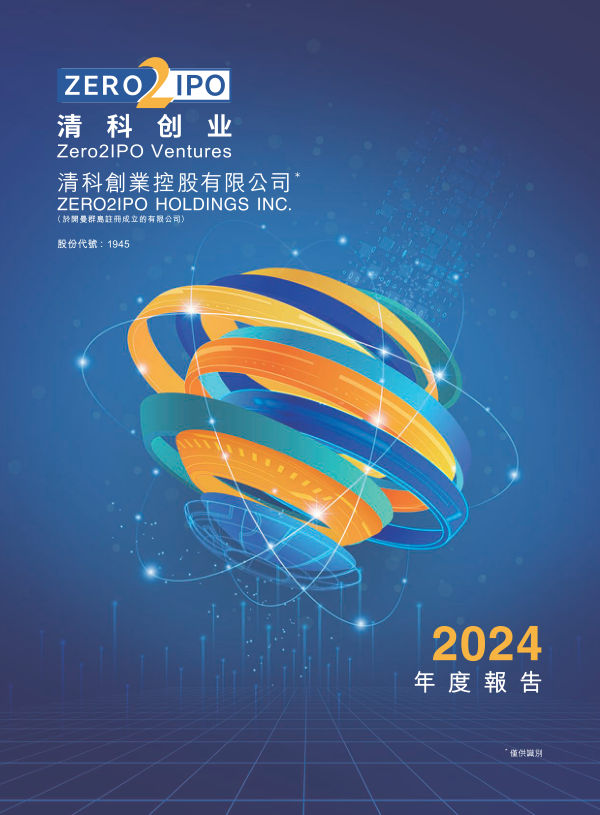 ZERO2IPO
清科创业
Zero2IPO Ventures
清科創業控股有限公司*
ZERO2IPO HOLDINGS INC.
(於開曼群島註冊成立的有限公司)
股份代號：1945
2024
年度報告
* 僅供識別